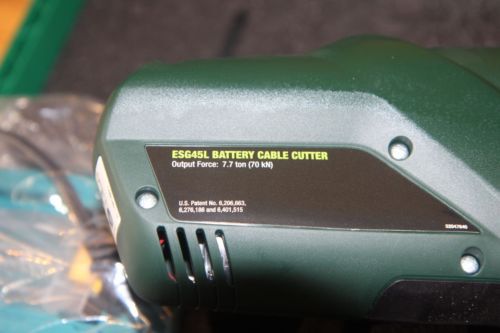 ESG45L BATTERY CABLE CUTTER
Output Force: 7.7 ton (70 kN)
U.S. Patent No. 6,206,663,
6,276,186 and 6,401,515